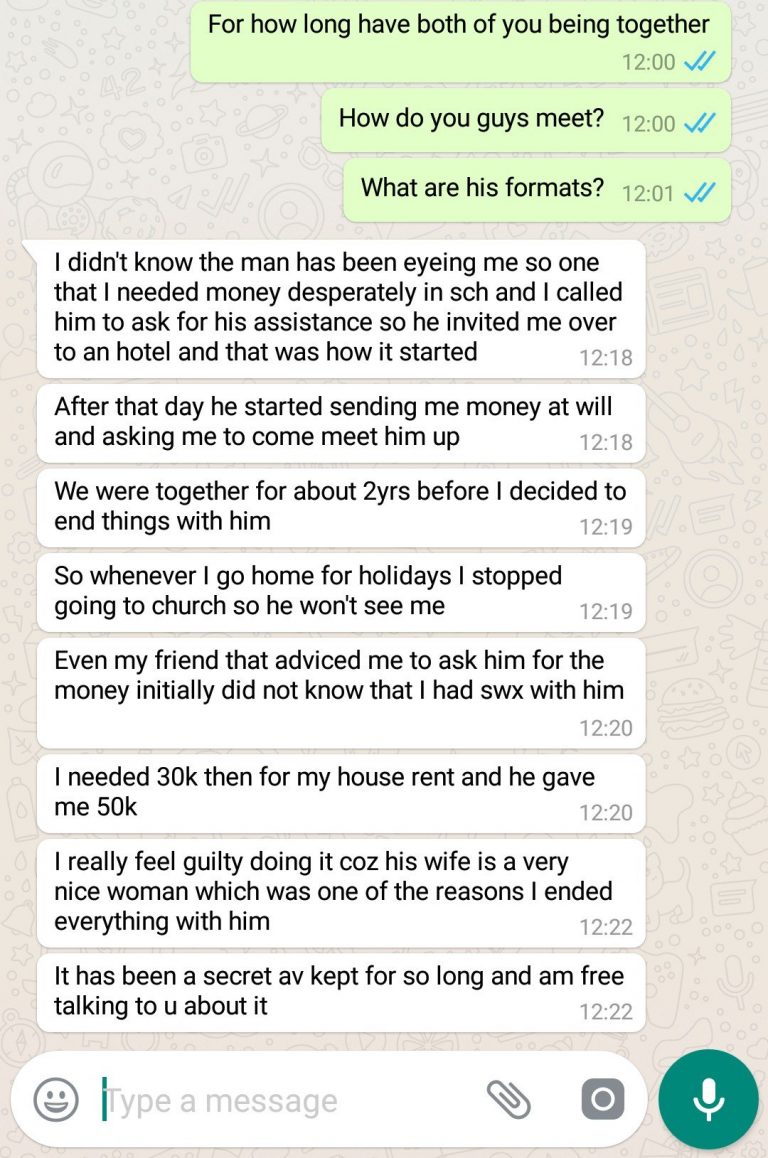 For how long have both of you being together
12:00
How do you guys meet? 12:00
What are his formats? 12:01
I didn't know the man has been eyeing me so one
that I needed money desperately in sch and I called
him to ask for his assistance so he invited me over
to an hotel and that was how it started 12:18
After that day he started sending me money at will
and asking me to come meet him up 12:18
We were together for about 2yrs before I decided to
end things with him 12:19
So whenever I go home for holidays I stopped
going to church so he won't see me 12:19
Even my friend that adviced me to ask him for the
money initially did not know that I had swx with him
12:20
I needed 30k then for my house rent and he gave
me 50k 12:20
I really feel guilty doing it coz his wife is a very
nice woman which was one of the reasons I ended
everything with him 12:22
It has been a secret av kept for so long and am free
talking to u about it 12:22
Type a message